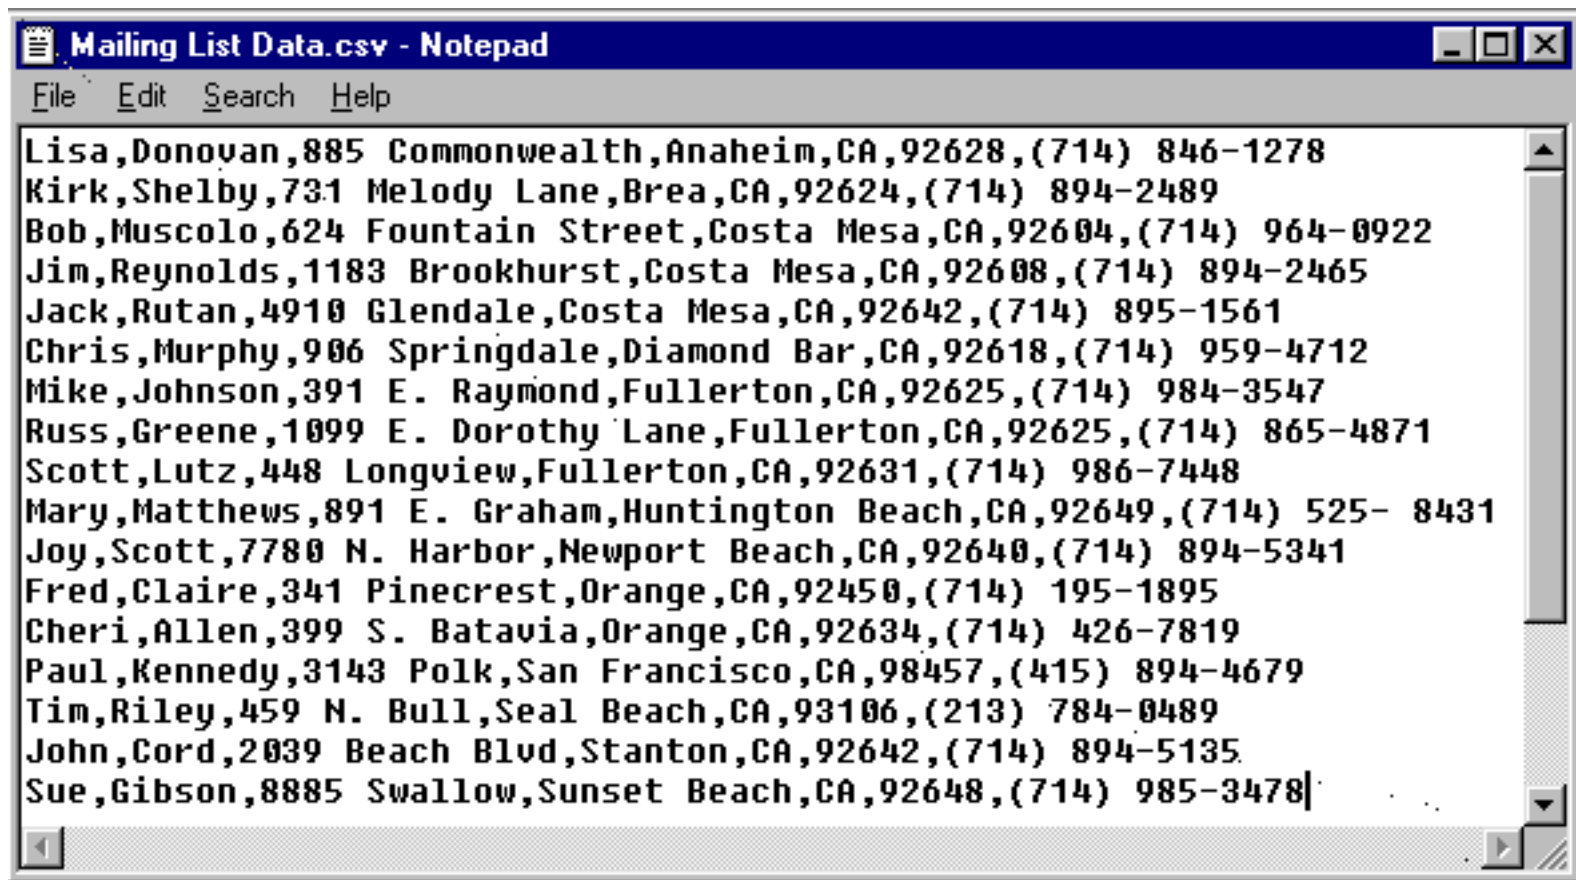 Mailing List Data.csv - Notepad
File Edit Search Help
Lisa,Donovan,885 Commonwealth,Anaheim,CA,92628,(714) 846-1278
Kirk,Shelby,731 Melody Lane,Brea,CA,92624,(714) 894-2489
Bob,Muscolo,624 Fountain Street,Costa Mesa,CA,92604,(714) 964-0922
Jim,Reynolds,1183 Brookhurst,Costa Mesa,CA,92608,(714) 894-2465
Jack,Rutan,4910 Glendale,Costa Mesa,CA,92642,(714) 895-1561
Chris,Murphy,906 Springdale,Diamond Bar,CA,92618,(714) 959-4712
Mike,Johnson,391 E. Raymond,Fullerton,CA,92625,(714) 984-3547
Russ,Greene,1099 E. Dorothy Lane,Fullerton,CA,92625,(714) 865-4871
Scott,Lutz,448 Longview,Fullerton,CA,92631,(714) 986-7448
Mary,Matthews,891 E. Graham,Huntington Beach,CA,92649,(714) 525- 8431
Joy,Scott,7780 N. Harbor,Newport Beach,CA,92640,(714) 894-5341
Fred,Claire,341 Pinecrest,Orange,CA,92450,(714) 195-1895
Cheri,Allen,399 S. Batavia,Orange,CA,92634,(714) 426-7819
Paul,Kennedy,3143 Polk,San Francisco,CA,98457,(415) 894-4679
Tim,Riley,459 N. Bull,Seal Beach,CA,93106,(213) 784-0489
John,Cord,2039 Beach Blvd,Stanton,CA,92642,(714) 894-5135
Sue,Gibson,8885 Swallow,Sunset Beach,CA,92648,(714) 985-3478